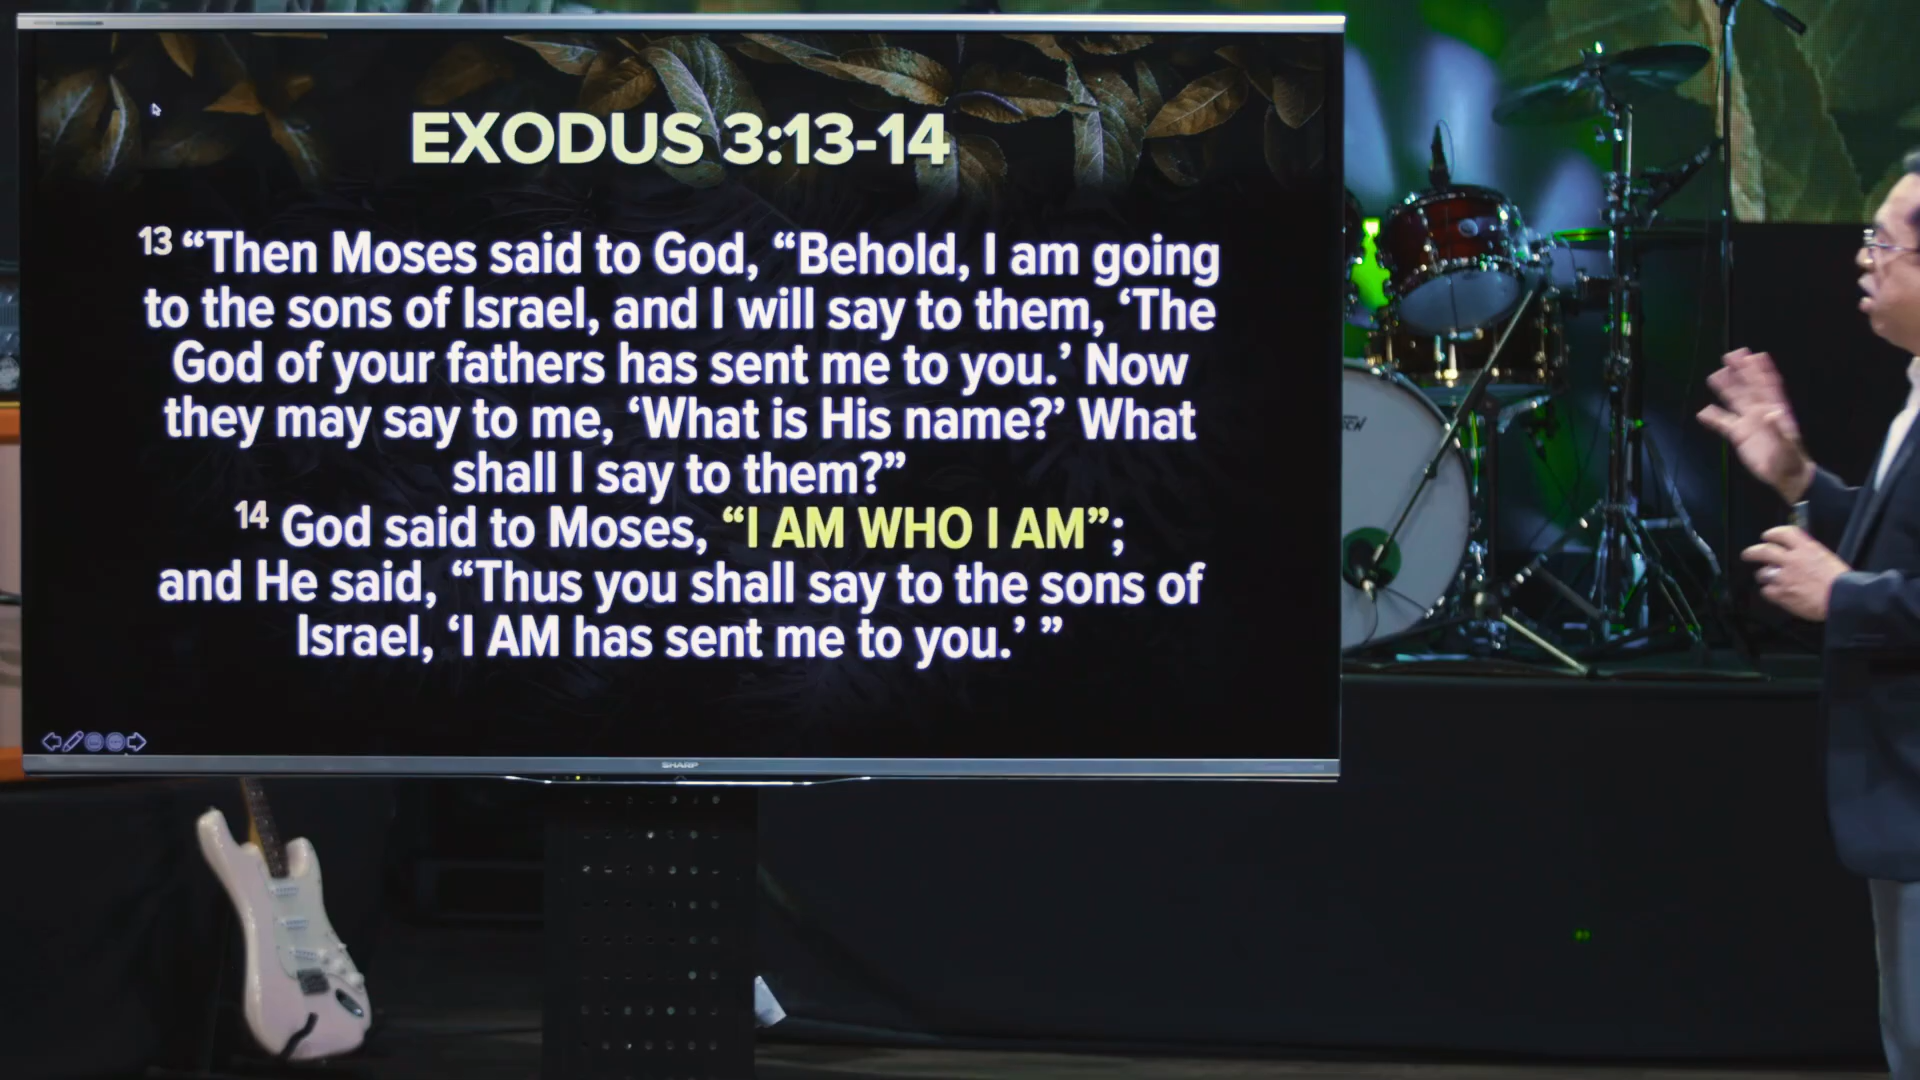 EXODUS 3:13-14
13 “Then Moses said to God, “Behold, I am going
to the sons of Israel, and I will say to them, ‘The
God of your fathers has sent me to you.’ Now
they may say to me, ‘What is His name?’ What
shall I say to them?”
14 God said to Moses, “I AM WHO I AM”;
and He said, “Thus you shall say to the sons of
Israel, ‘I AM has sent me to you.’ ”
SHARP